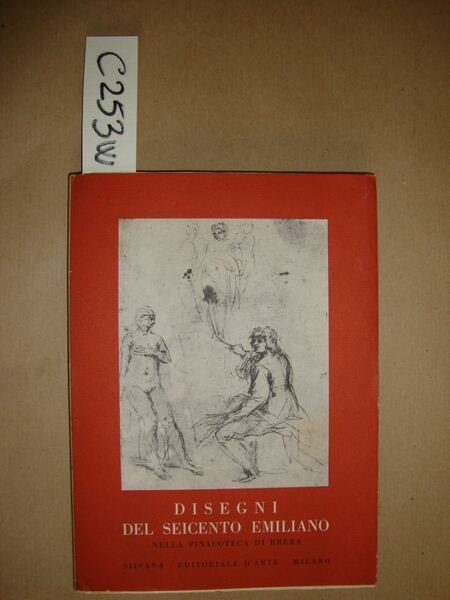 C253W
DISEGNI
DEL SEICENTO EMILIANO
NELLA PINACOTECA DI BRERA
SILVANA · EDITORIALE D'ARTE · MILANO